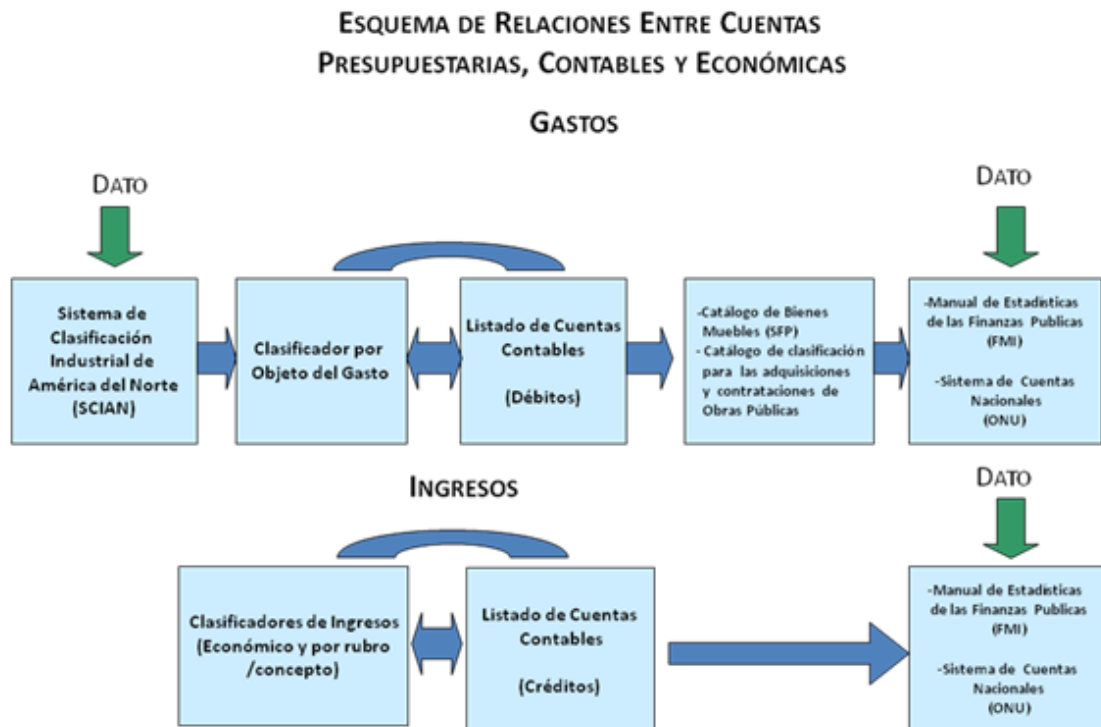 ESQUEMA DE RELACIONES ENTRE CUENTAS
PRESUPUESTARIAS, CONTABLES Y ECONÓMICAS
GASTOS
DATO
DATO
Sistema de
Clasificación
Industrial de
América del Norte
(SCIAN)
Clasificador por
Objeto del Gasto
Listado de Cuentas
Contables
(Débitos)
-Catálogo de Bienes
Muebles (SFP)
- Catálogo de clasificación
para las adquisiciones
y contrataciones de
Obras Públicas
-Manual de Estadísticas
de las Finanzas Publicas
(FMI)
-Sistema de Cuentas
Nacionales
(ONU)
INGRESOS
DATO
Clasificadores de Ingresos
(Económico y por rubro
/concepto)
Listado de Cuentas
Contables
(Créditos)
-Manual de Estadísticas
de las Finanzas Publicas
(FMI)
-Sistema de Cuentas
Nacionales
(ONU)